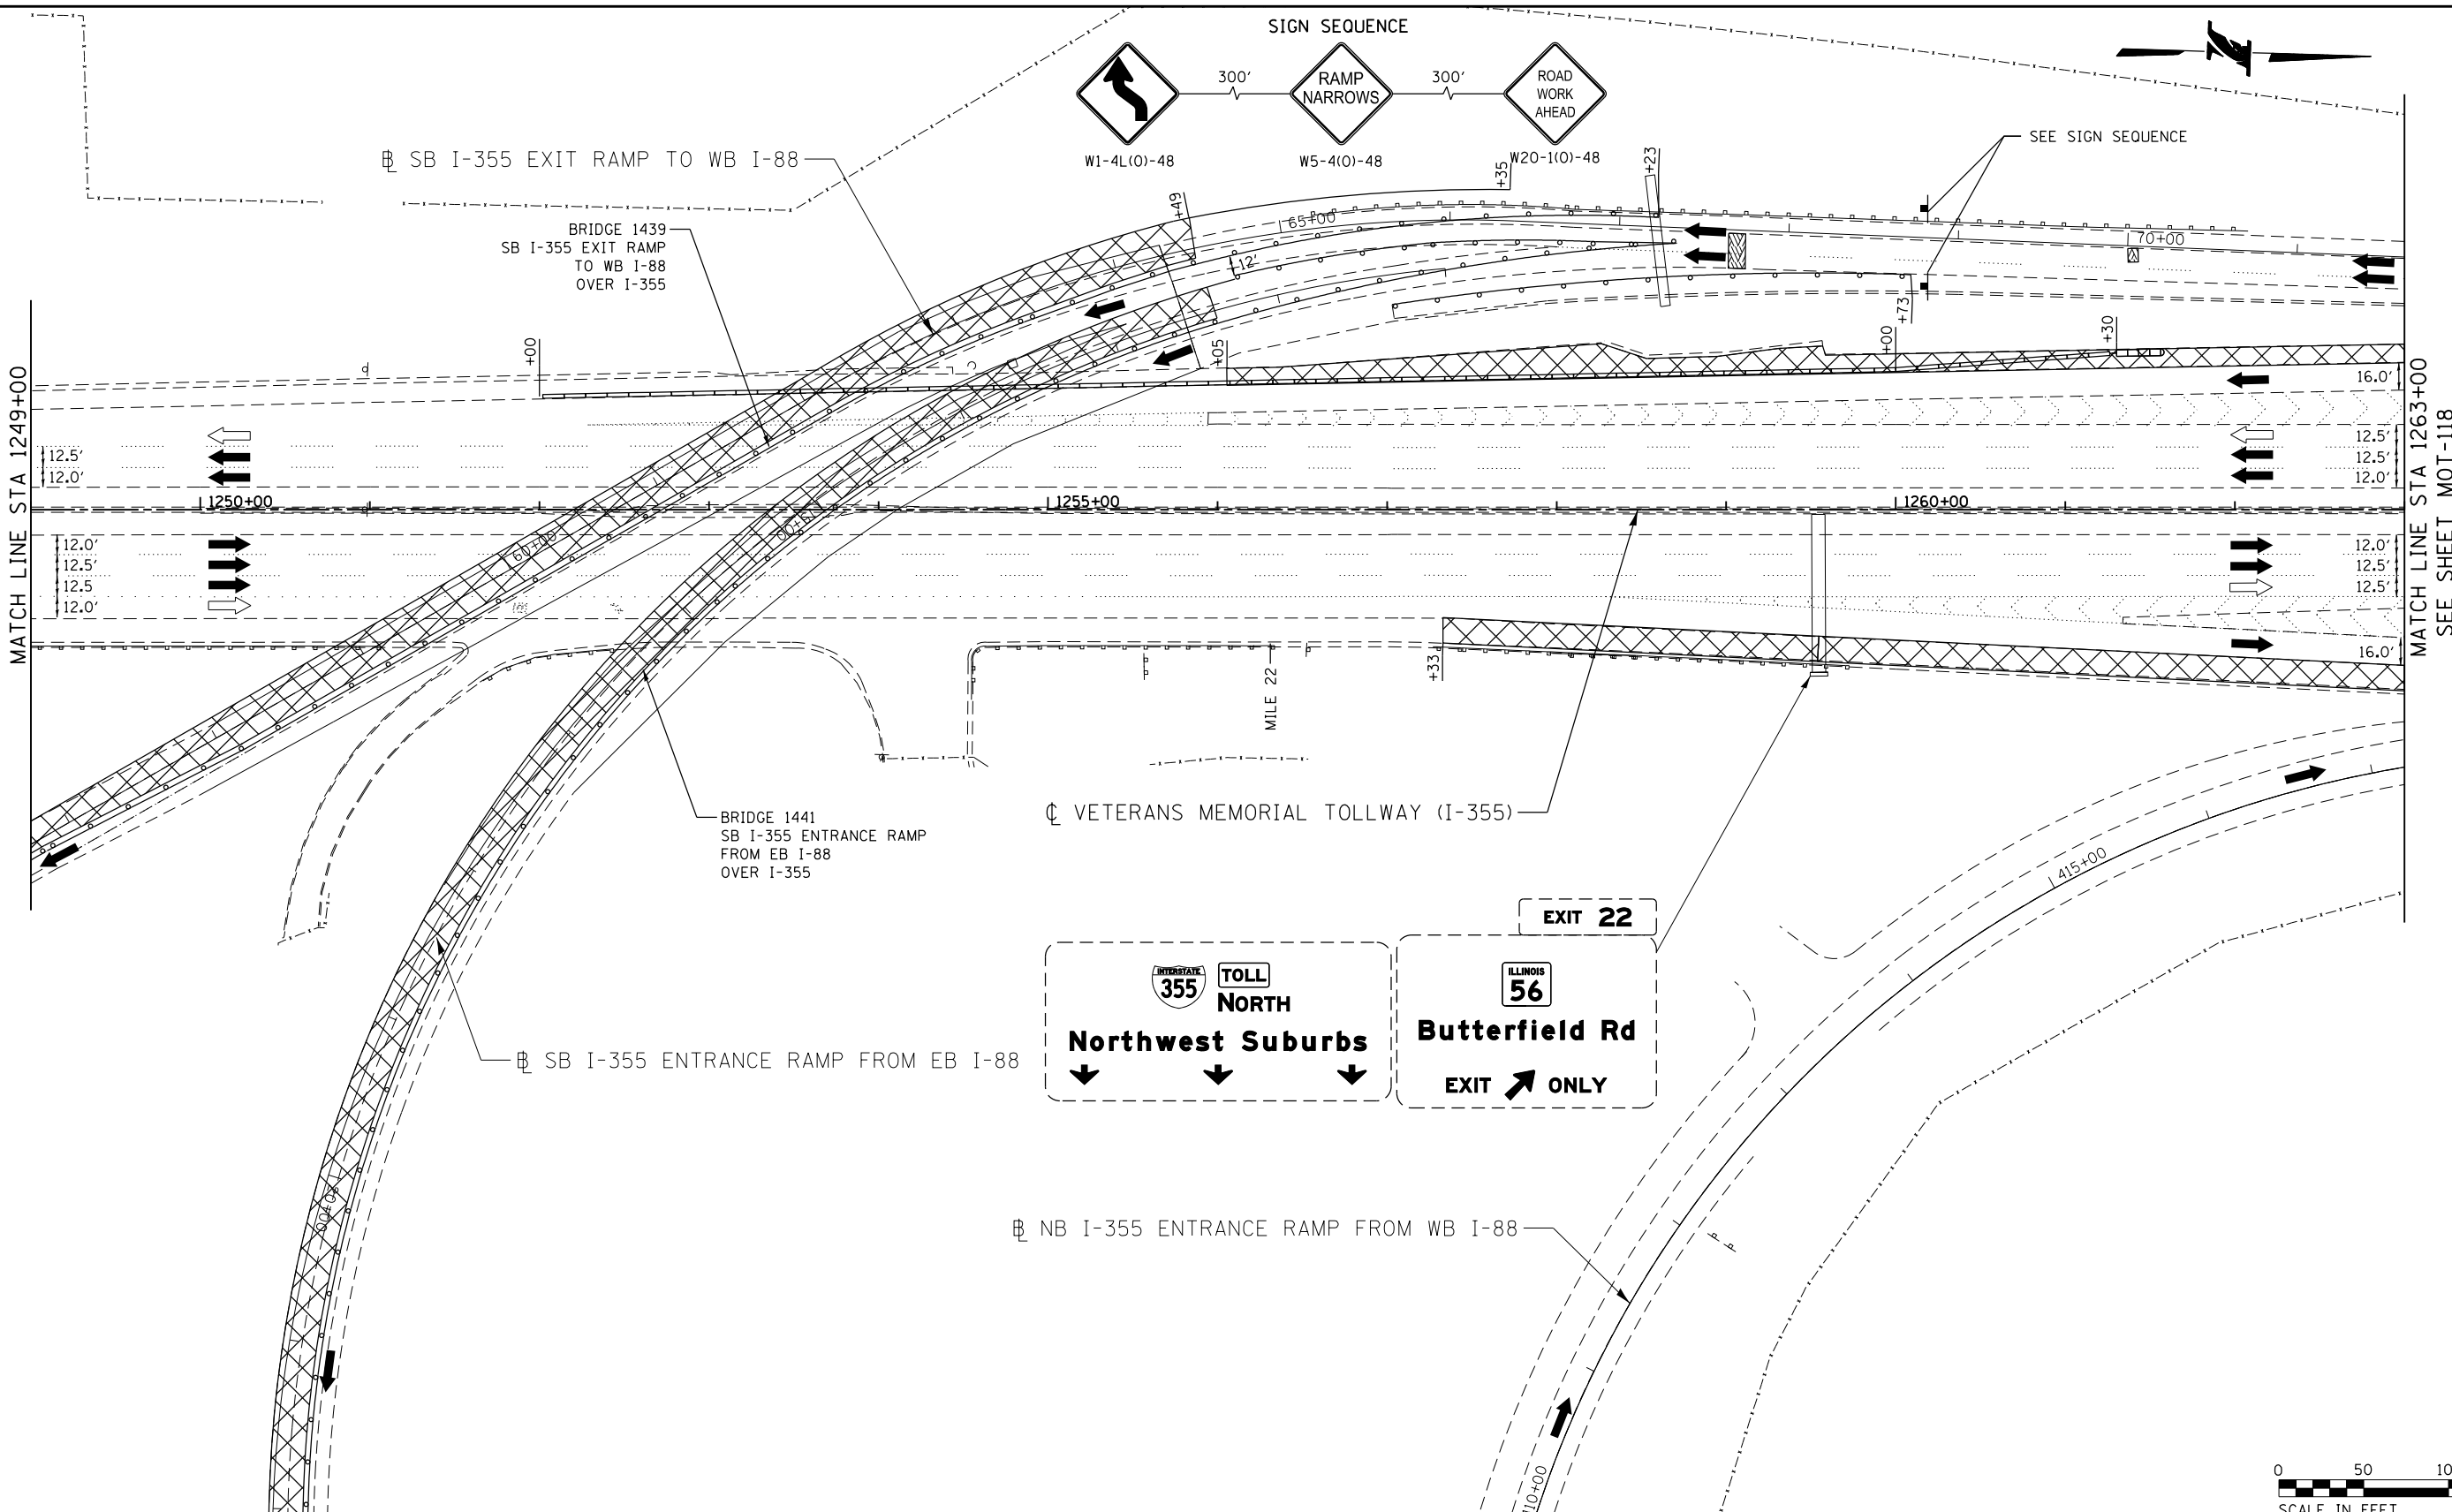 SIGN SEQUENCE
300'
300'
RAMP
NARROWS
ROAD
WORK
AHEAD
W1-4L(O)-48
W5-4(O)-48
W20-1(O)-48
SEE SIGN SEQUENCE
℄ SB I-355 EXIT RAMP TO WB I-88
BRIDGE 1439
SB I-355 EXIT RAMP
TO WB I-88
OVER I-355
+49
+35
+23
65+00
70+00
12'
+00
+05
+73
+00
+30
16.0'
MATCH LINE STA 1249+00
12.5'
12.0'
12.5'
12.5'
12.0'
1250+00
1255+00
1260+00
MATCH LINE STA 1263+00
SEE SHEET MOT-118
60+00
12.0'
12.5'
12.5
12.0'
12.0'
12.5'
12.5'
16.0'
+33
MILE 22
BRIDGE 1441
SB I-355 ENTRANCE RAMP
FROM EB I-88
OVER I-355
℄ VETERANS MEMORIAL TOLLWAY (I-355)
415+00
EXIT 22
INTERSTATE
355
TOLL
NORTH
Northwest Suburbs
ILLINOIS
56
Butterfield Rd
EXIT ONLY
℄ SB I-355 ENTRANCE RAMP FROM EB I-88
℄ NB I-355 ENTRANCE RAMP FROM WB I-88
10+00
0 50 10
SCALE IN FEET